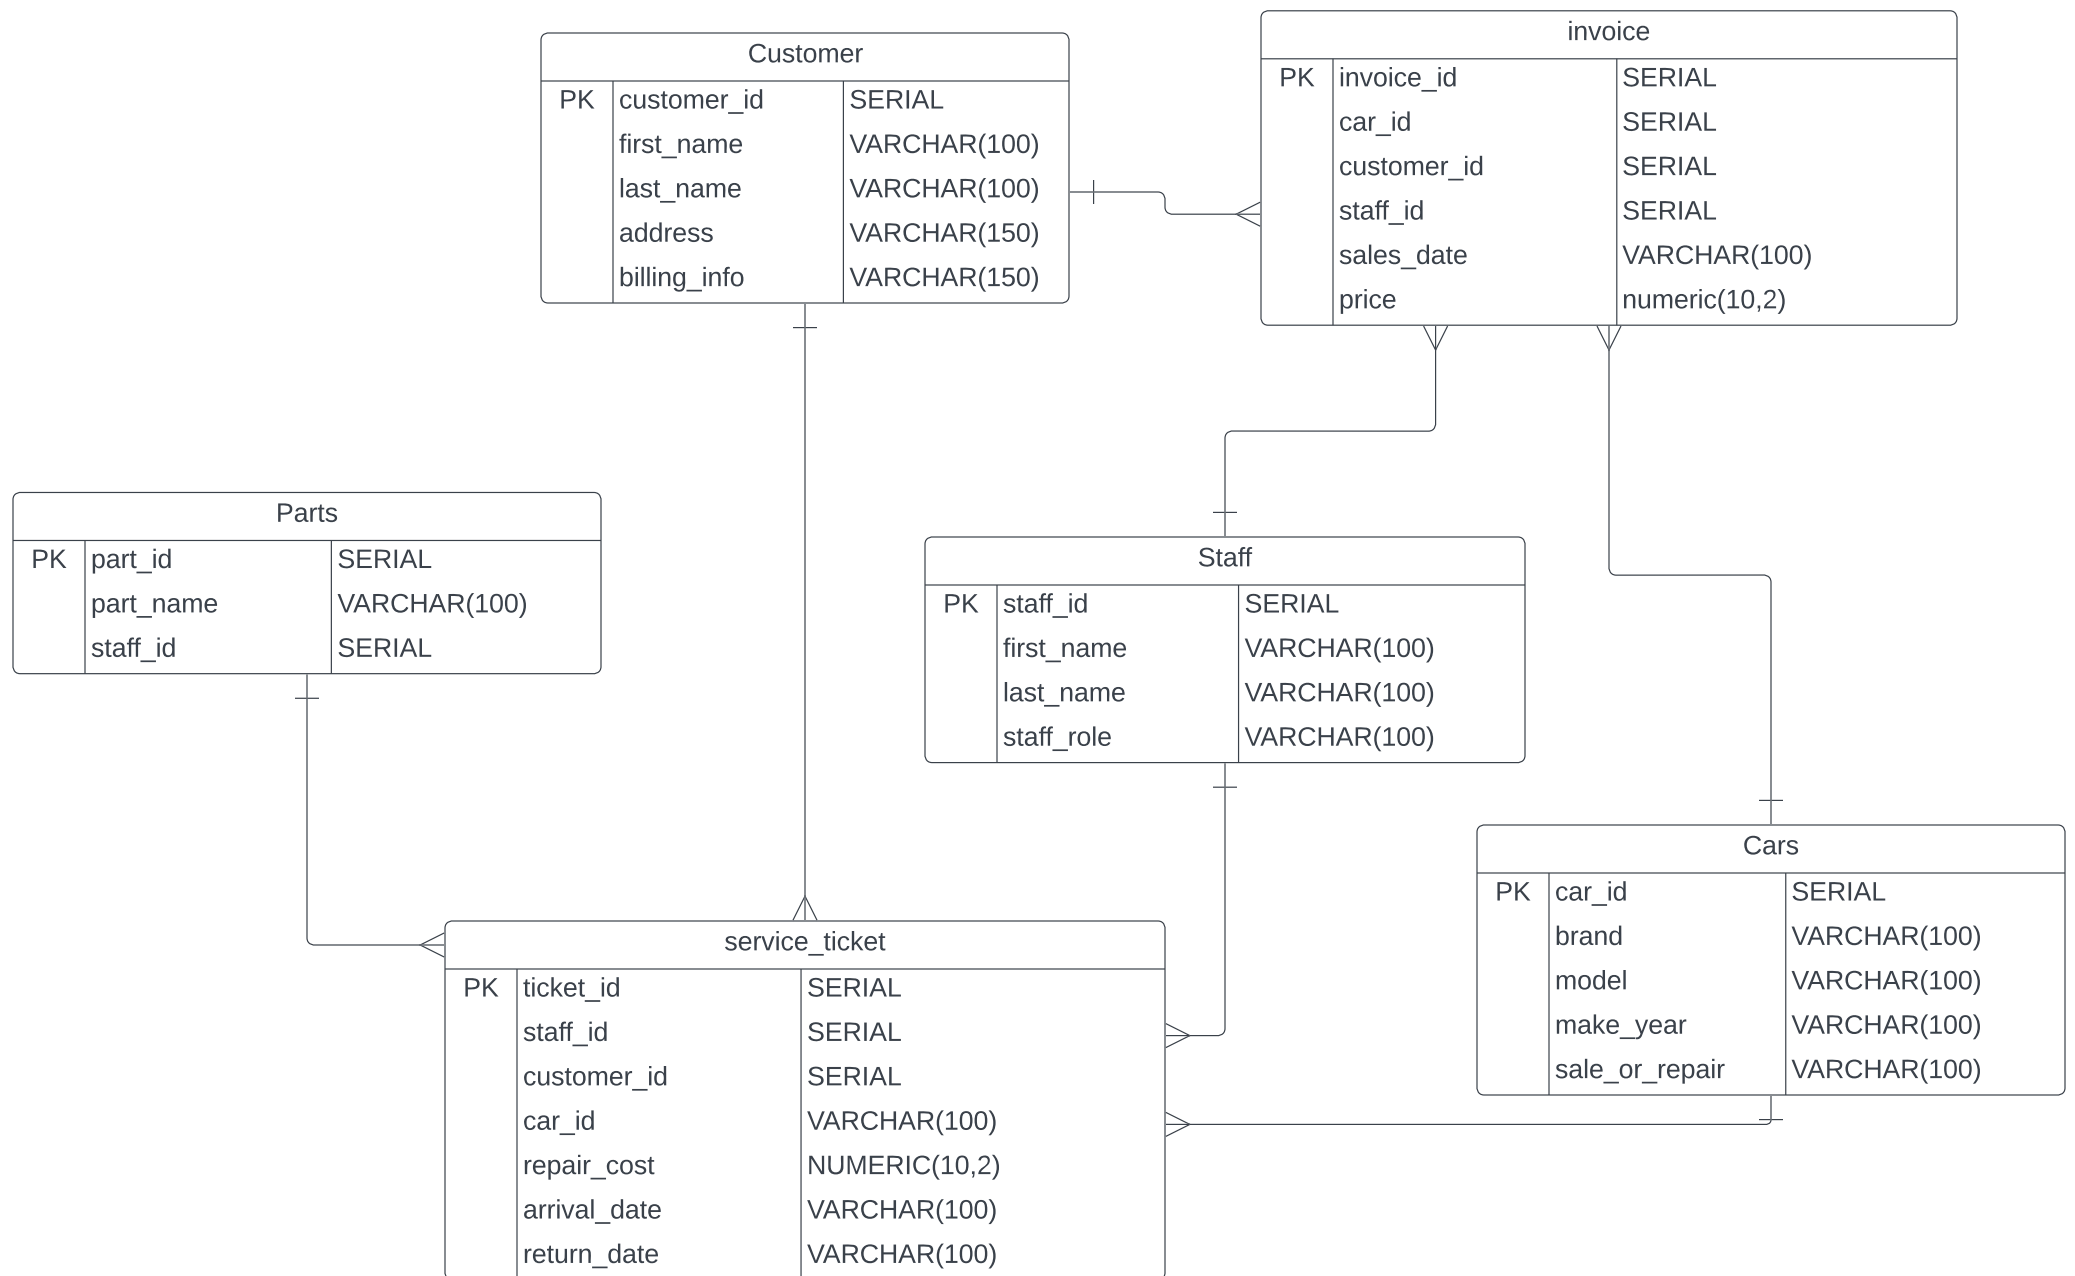 Customer
PK customer_id SERIAL
first_name VARCHAR(100)
last_name VARCHAR(100)
address VARCHAR(150)
billing_info VARCHAR(150)
invoice
PK invoice_id SERIAL
car_id SERIAL
customer_id SERIAL
staff_id SERIAL
sales_date VARCHAR(100)
price numeric(10,2)
Parts
PK part_id SERIAL
part_name VARCHAR(100)
staff_id SERIAL
Staff
PK staff_id SERIAL
first_name VARCHAR(100)
last_name VARCHAR(100)
staff_role VARCHAR(100)
Cars
PK car_id SERIAL
brand VARCHAR(100)
model VARCHAR(100)
make_year VARCHAR(100)
sale_or_repair VARCHAR(100)
service_ticket
PK ticket_id SERIAL
staff_id SERIAL
customer_id SERIAL
car_id VARCHAR(100)
repair_cost NUMERIC(10,2)
arrival_date VARCHAR(100)
return_date VARCHAR(100)